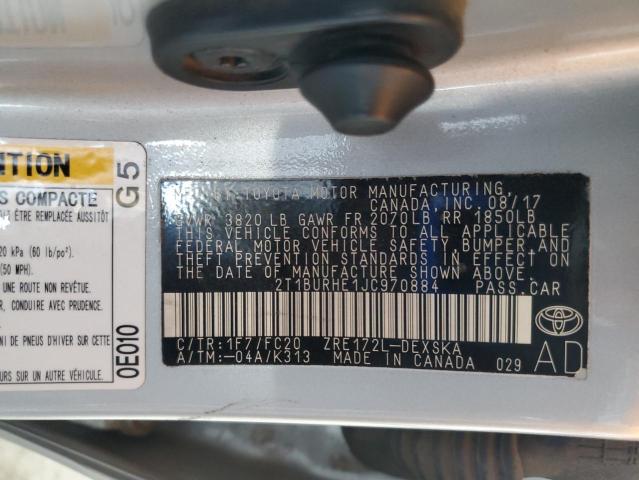 NTION
S COMPACTE
AIT ÊTRE REMPLACÉE AUSSITÔT
20 kPa (60 lb/po²).
(50 MPH).
UNE ROUTE NON REVÊTUE.
R, CONDUIRE AVEC PRUDENCE.
NI DE PNEUS D'HIVER SUR CETTE
RS SUR UN AUTRE VÉHICULE.
G5
0E010
TOYOTA MOTOR MANUFACTURING,
CANADA INC. 08/17
GVWR 3820 LB GAWR FR 2070LB RR 1850LB
THIS VEHICLE CONFORMS TO ALL APPLICABLE
FEDERAL MOTOR VEHICLE SAFETY, BUMPER, AND
THEFT PREVENTION STANDARDS IN EFFECT ON
THE DATE OF MANUFACTURE SHOWN ABOVE.
2T1BURHE1JC970884 PASS.CAR
C/TR:1F7/FC20 ZRE172L-DEXSKA
A/TM:-04A/K313 MADE IN CANADA 029
AD